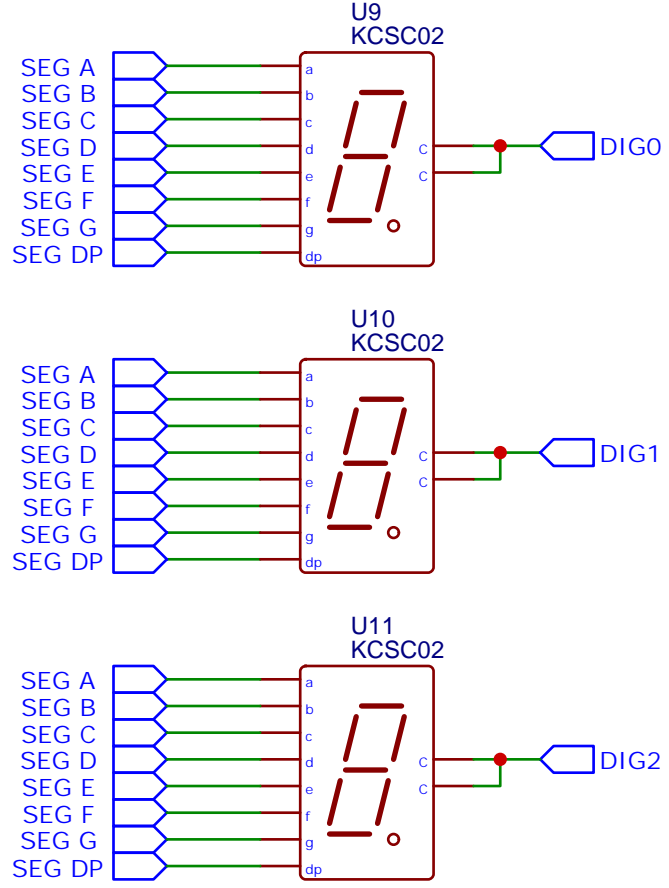 U9
KCSC02
SEG A a
SEG B b
SEG C c
SEG D d C DIG0
SEG E e C
SEG F f
SEG G g
SEG DP dp
U10
KCSC02
SEG A a
SEG B b
SEG C c
SEG D d C DIG1
SEG E e C
SEG F f
SEG G g
SEG DP dp
U11
KCSC02
SEG A a
SEG B b
SEG C c
SEG D d C DIG2
SEG E e C
SEG F f
SEG G g
SEG DP dp